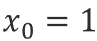 x₀ = 1